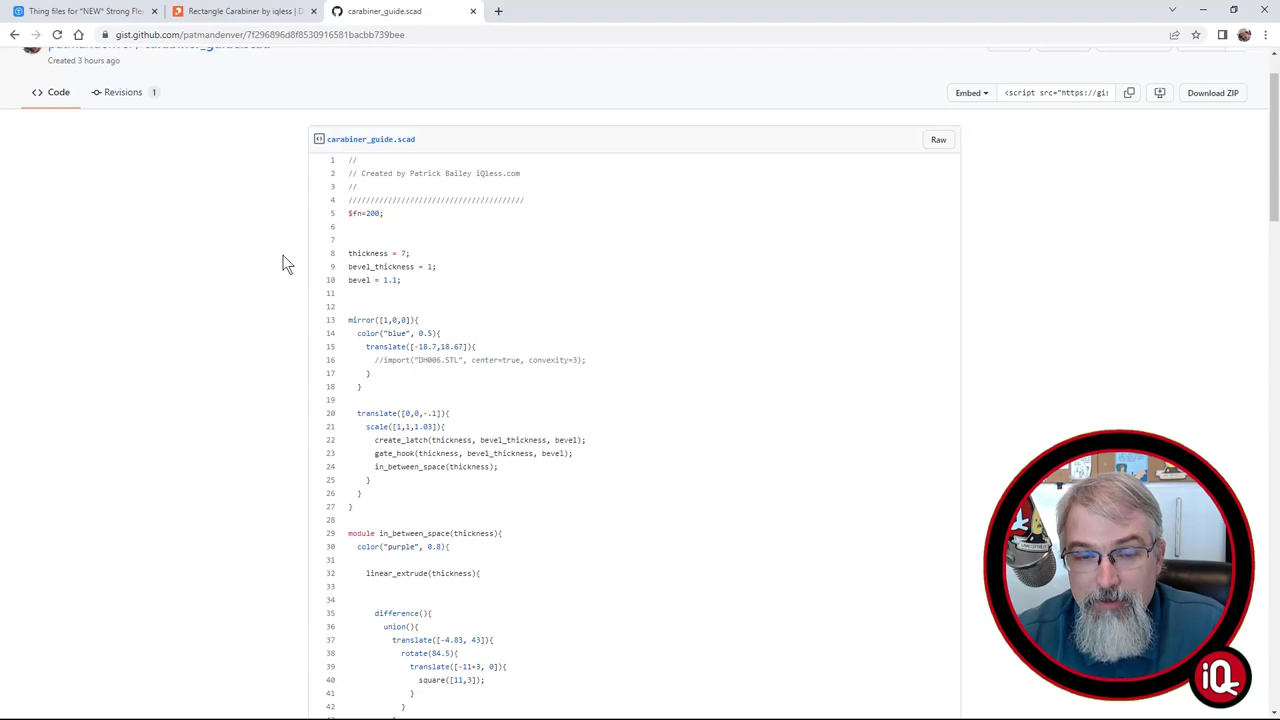 Thing files for *NEW* Strong Fle
Rectangle Carabiner by iqless | D
carabiner_guide.scad
gist.github.com/patmandenver/7f296896d8f8530916581bacbb739bee
Created 3 hours ago
Code
Revisions 1
Embed
<script src="https://gi
Download ZIP
carabiner_guide.scad
Raw
1 //
2 // Created by Patrick Bailey iQless.com
3 //
4 ////////////////////////////////////////
5 $fn=200;
6
7
8 thickness = 7;
9 bevel_thickness = 1;
10 bevel = 1.1;
11
12
13 mirror([1,0,0]){
14 color("blue", 0.5){
15 translate([-18.7,18.67]){
16 //import("DH006.STL", center=true, convexity=3);
17 }
18 }
19
20 translate([0,0,-.1]){
21 scale([1,1,1.03]){
22 create_latch(thickness, bevel_thickness, bevel);
23 gate_hook(thickness, bevel_thickness, bevel);
24 in_between_space(thickness);
25 }
26 }
27 }
28
29 module in_between_space(thickness){
30 color("purple", 0.8){
31
32 linear_extrude(thickness){
33
34
35 difference(){
36 union(){
37 translate([-4.83, 43]){
38 rotate(84.5){
39 translate([-11+3, 0]){
40 square([11,3]);
41 }
42 }
iQ